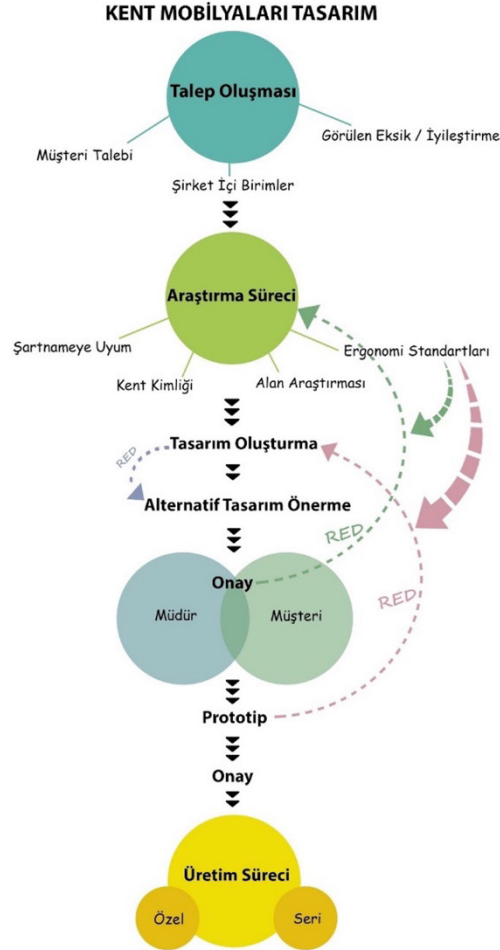 KENT MOBİLYALARI TASARIM
Talep Oluşması
Müşteri Talebi
Görülen Eksik / İyileştirme
Şirket İçi Birimler
Araştırma Süreci
Şartnameye Uyum
Ergonomi Standartları
Kent Kimliği
Alan Araştırması
Tasarım Oluşturma
RED
Alternatif Tasarım Önerme
RED
Onay
RED
Müdür
Müşteri
Prototip
Onay
Üretim Süreci
Özel
Seri